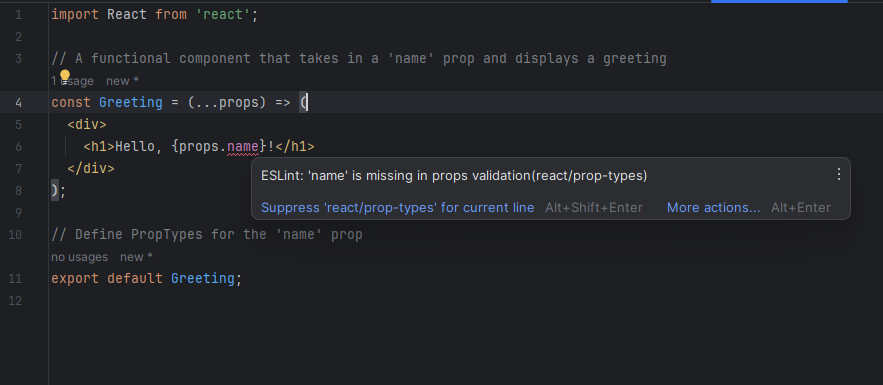 1 import React from 'react';
2
3 // A functional component that takes in a 'name' prop and displays a greeting
1 usage new *
4 const Greeting = (...props) => (
5 <div>
6 <h1>Hello, {props.name}!</h1>
7 </div>
ESLint: 'name' is missing in props validation(react/prop-types)
8 );
Suppress 'react/prop-types' for current line Alt+Shift+Enter More actions... Alt+Enter
9
10 // Define PropTypes for the 'name' prop
no usages new *
11 export default Greeting;
12